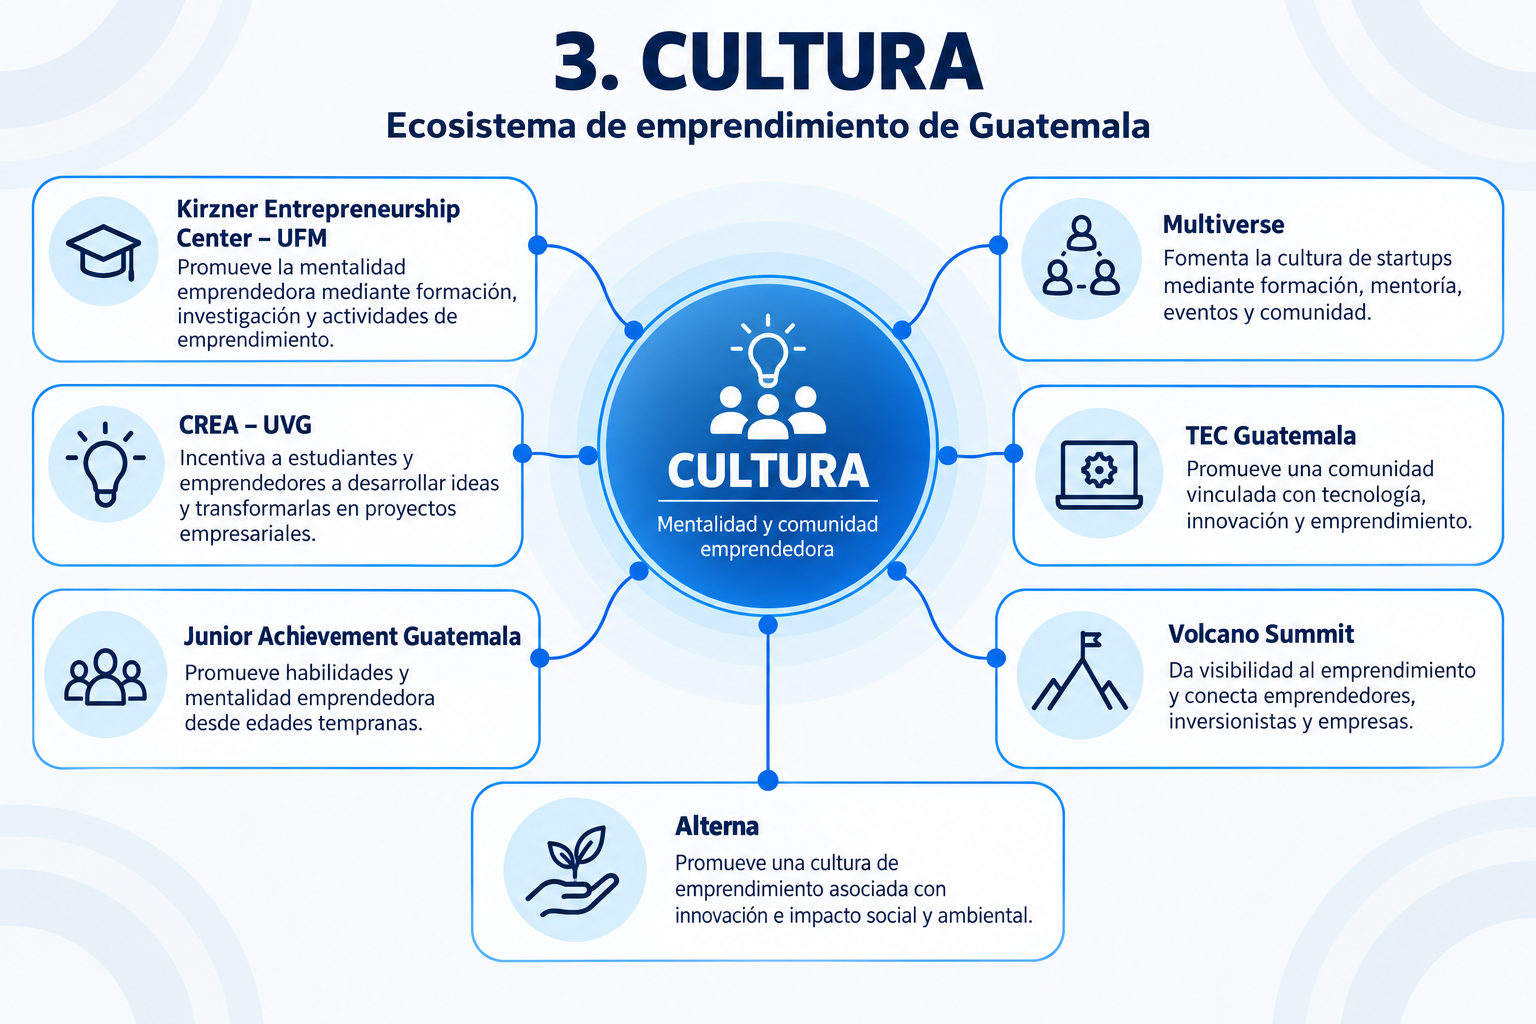 3. CULTURA
Ecosistema de emprendimiento de Guatemala
Kirzner Entrepreneurship
Center – UFM
Promueve la mentalidad
emprendedora mediante formación,
investigación y actividades de
emprendimiento.
CREA – UVG
Incentiva a estudiantes y
emprendedores a desarrollar ideas
y transformarlas en proyectos
empresariales.
Junior Achievement Guatemala
Promueve habilidades y
mentalidad emprendedora
desde edades tempranas.
CULTURA
Mentalidad y comunidad
emprendedora
Multiverse
Fomenta la cultura de startups
mediante formación, mentoría,
eventos y comunidad.
TEC Guatemala
Promueve una comunidad
vinculada con tecnología,
innovación y emprendimiento.
Volcano Summit
Da visibilidad al emprendimiento
y conecta emprendedores,
inversionistas y empresas.
Alterna
Promueve una cultura de
emprendimiento asociada con
innovación e impacto social y ambiental.